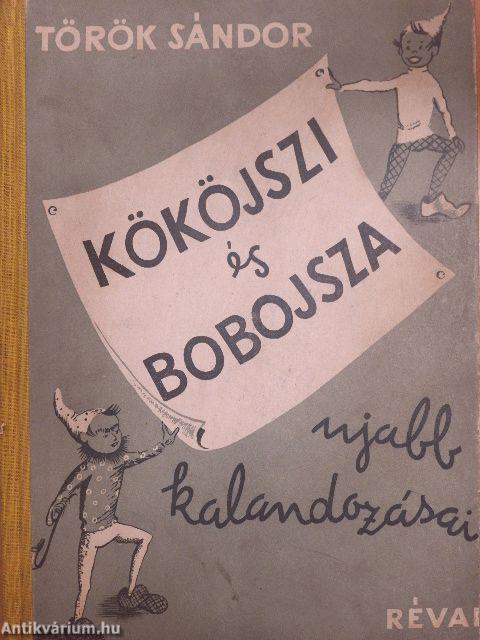 TÖRÖK SÁNDOR
KÖKÖJSZI
és
BOBOJSZA
ujabb
kalandozásai
RÉVAI
Antikvárium.hu